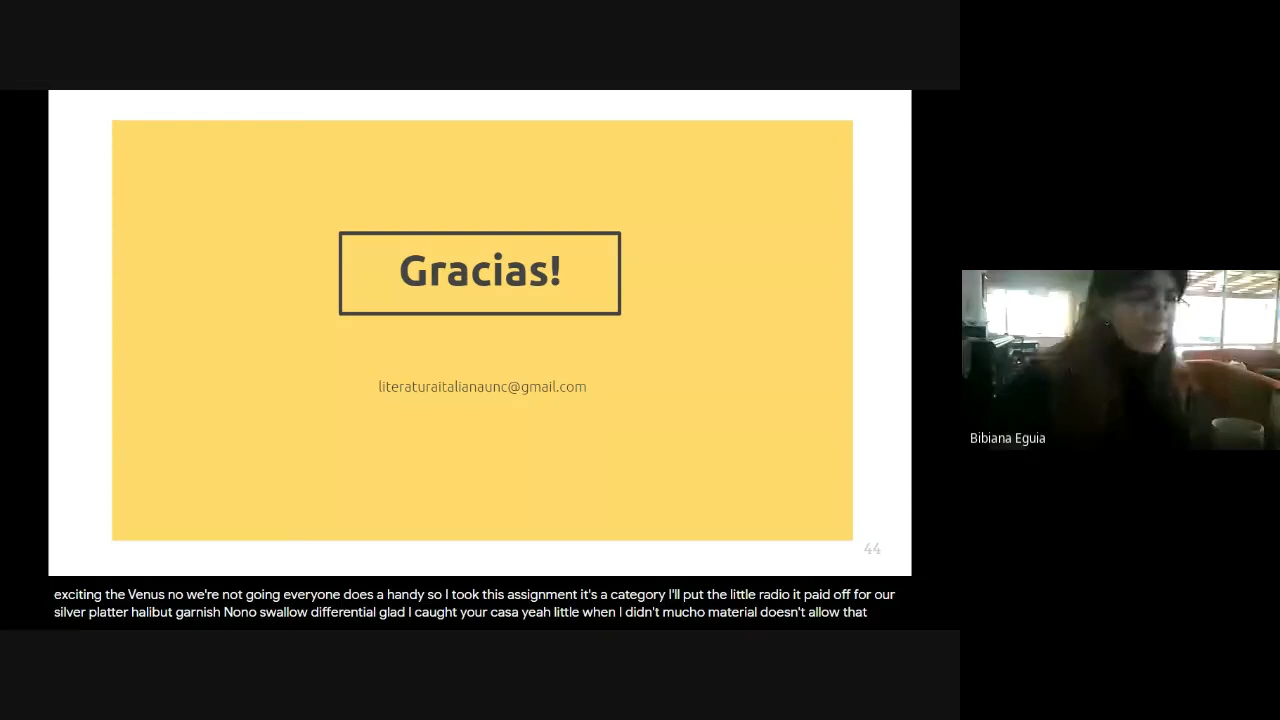 Gracias!
literaturaitalianaunc@gmail.com
44
exciting the Venus no we're not going everyone does a handy so I took this assignment it's a category I'll put the little radio it paid off for our
silver platter halibut garnish Nono swallow differential glad I caught your casa yeah little when I didn't mucho material doesn't allow that
Bibiana Eguia